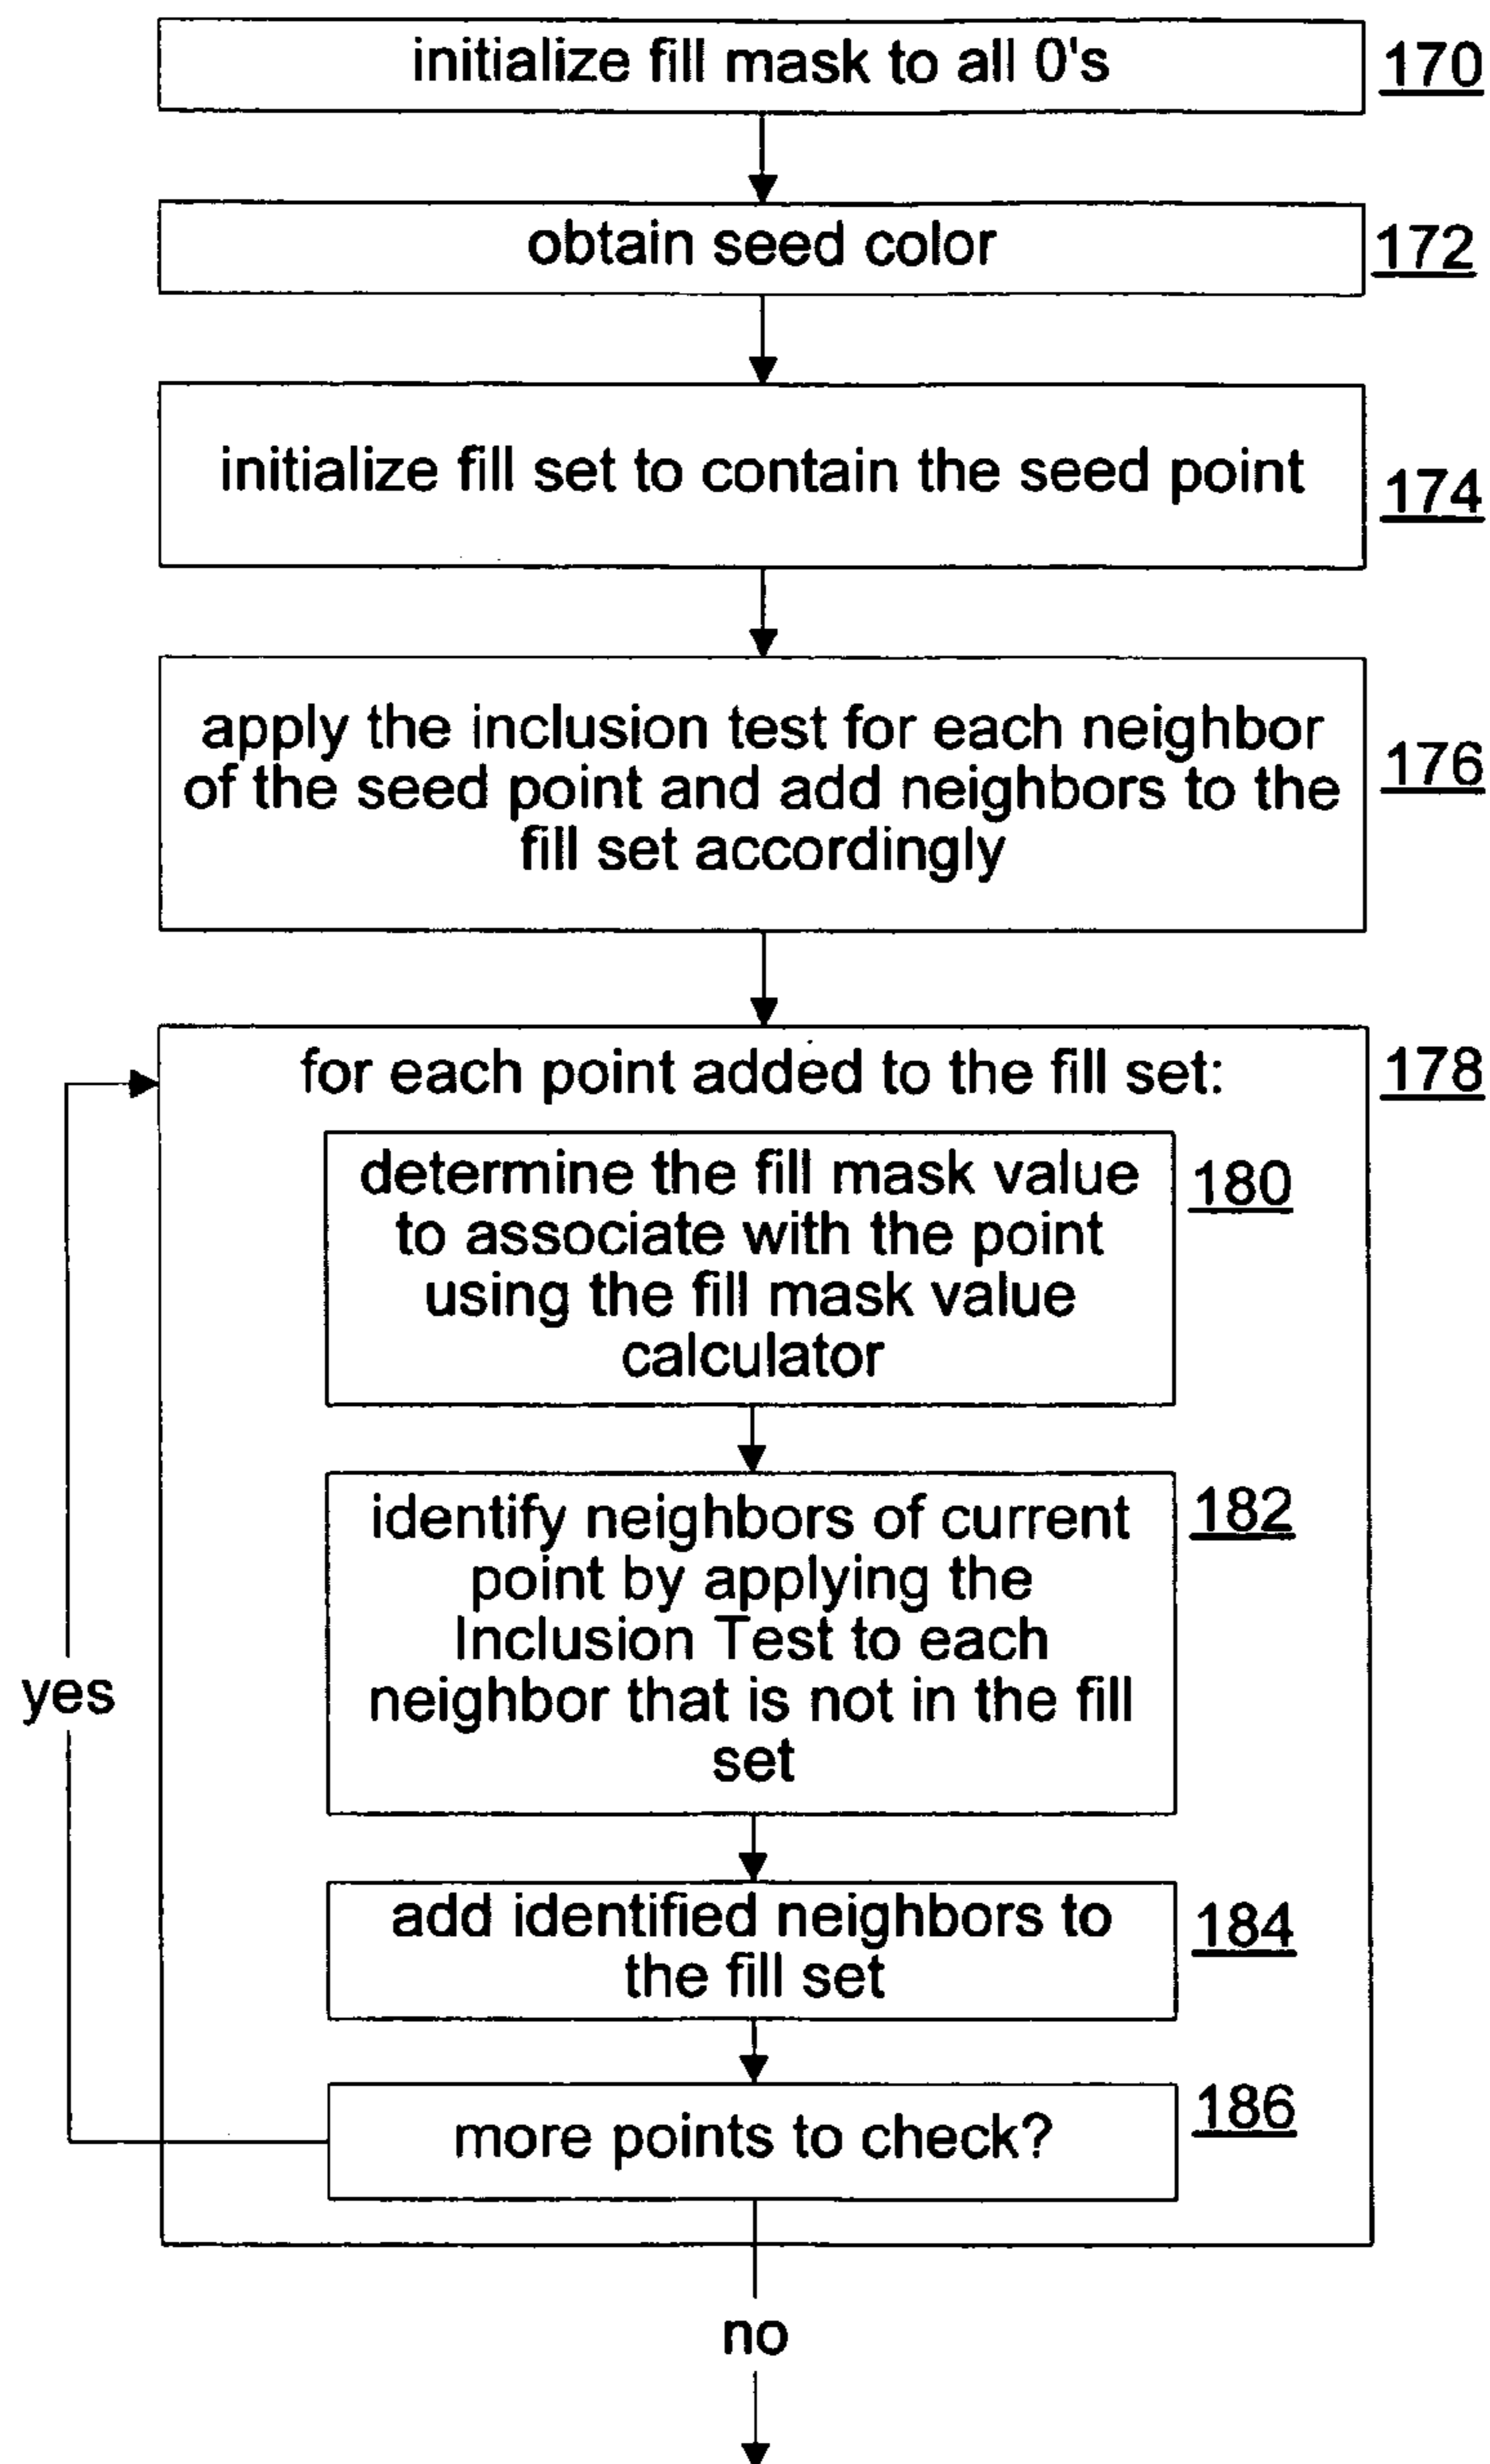 initialize fill mask to all 0's
170
obtain seed color
172
initialize fill set to contain the seed point
174
apply the inclusion test for each neighbor
of the seed point and add neighbors to the
fill set accordingly
176
for each point added to the fill set:
178
determine the fill mask value
to associate with the point
using the fill mask value
calculator
180
identify neighbors of current
point by applying the
Inclusion Test to each
neighbor that is not in the fill
set
182
yes
add identified neighbors to
the fill set
184
more points to check?
186
no